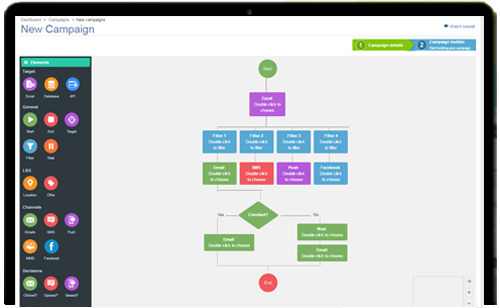 Dashboard > Campaigns > New campaigns
Watch tutorial
New Campaign
1 Campaign details
2 Campaign builder
Start building your campaign
Elements
Target
Excel Database API
General
Start End Target
Filter Wait
LBS
Location Offer
Channels
Emails SMS Push
MMS Facebook
Decisions
Clicked? Opened? Viewed?
Start
Excel
Double click to
choose
Filter 1
Double click
to filter
Filter 2
Double click
to filter
Filter 3
Double click
to filter
Filter 4
Double click
to filter
Email
Double click
to choose
SMS
Double click
to choose
Push
Double click
to choose
Facebook
Double click
to choose
Yes
Checked?
No
Email
Double click to choose
Wait
Double click to choose
Email
Double click to choose
End